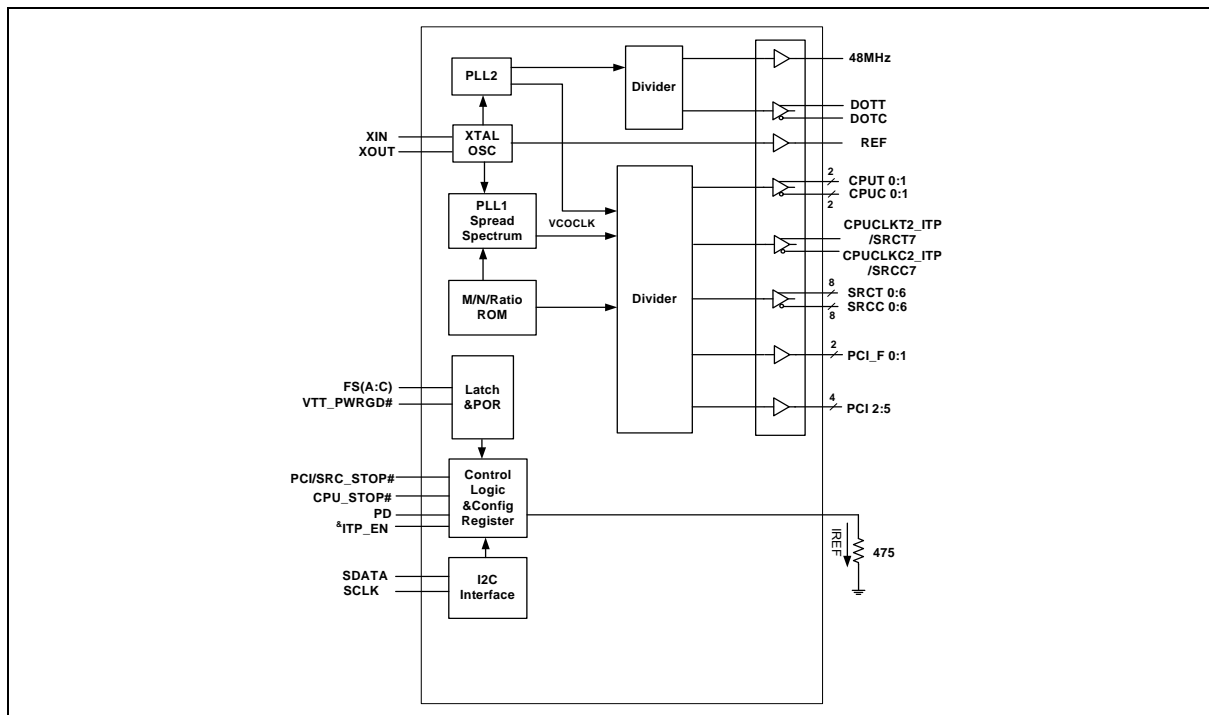 PLL2
Divider
48MHz
DOTT
DOTC
XIN
XOUT
XTAL
OSC
REF
PLL1
Spread
Spectrum
VCOCLK
M/N/Ratio
ROM
Divider
2
CPUT 0:1
CPUC 0:1
2
CPUCLKT2_ITP
/SRCT7
CPUCLKC2_ITP
/SRCC7
8
SRCT 0:6
SRCC 0:6
8
2
PCI_F 0:1
4
PCI 2:5
FS(A:C)
VTT_PWRGD#
Latch
&POR
PCI/SRC_STOP#
CPU_STOP#
PD
&ITP_EN
Control
Logic
&Config
Register
IREF
475
SDATA
SCLK
I2C
Interface